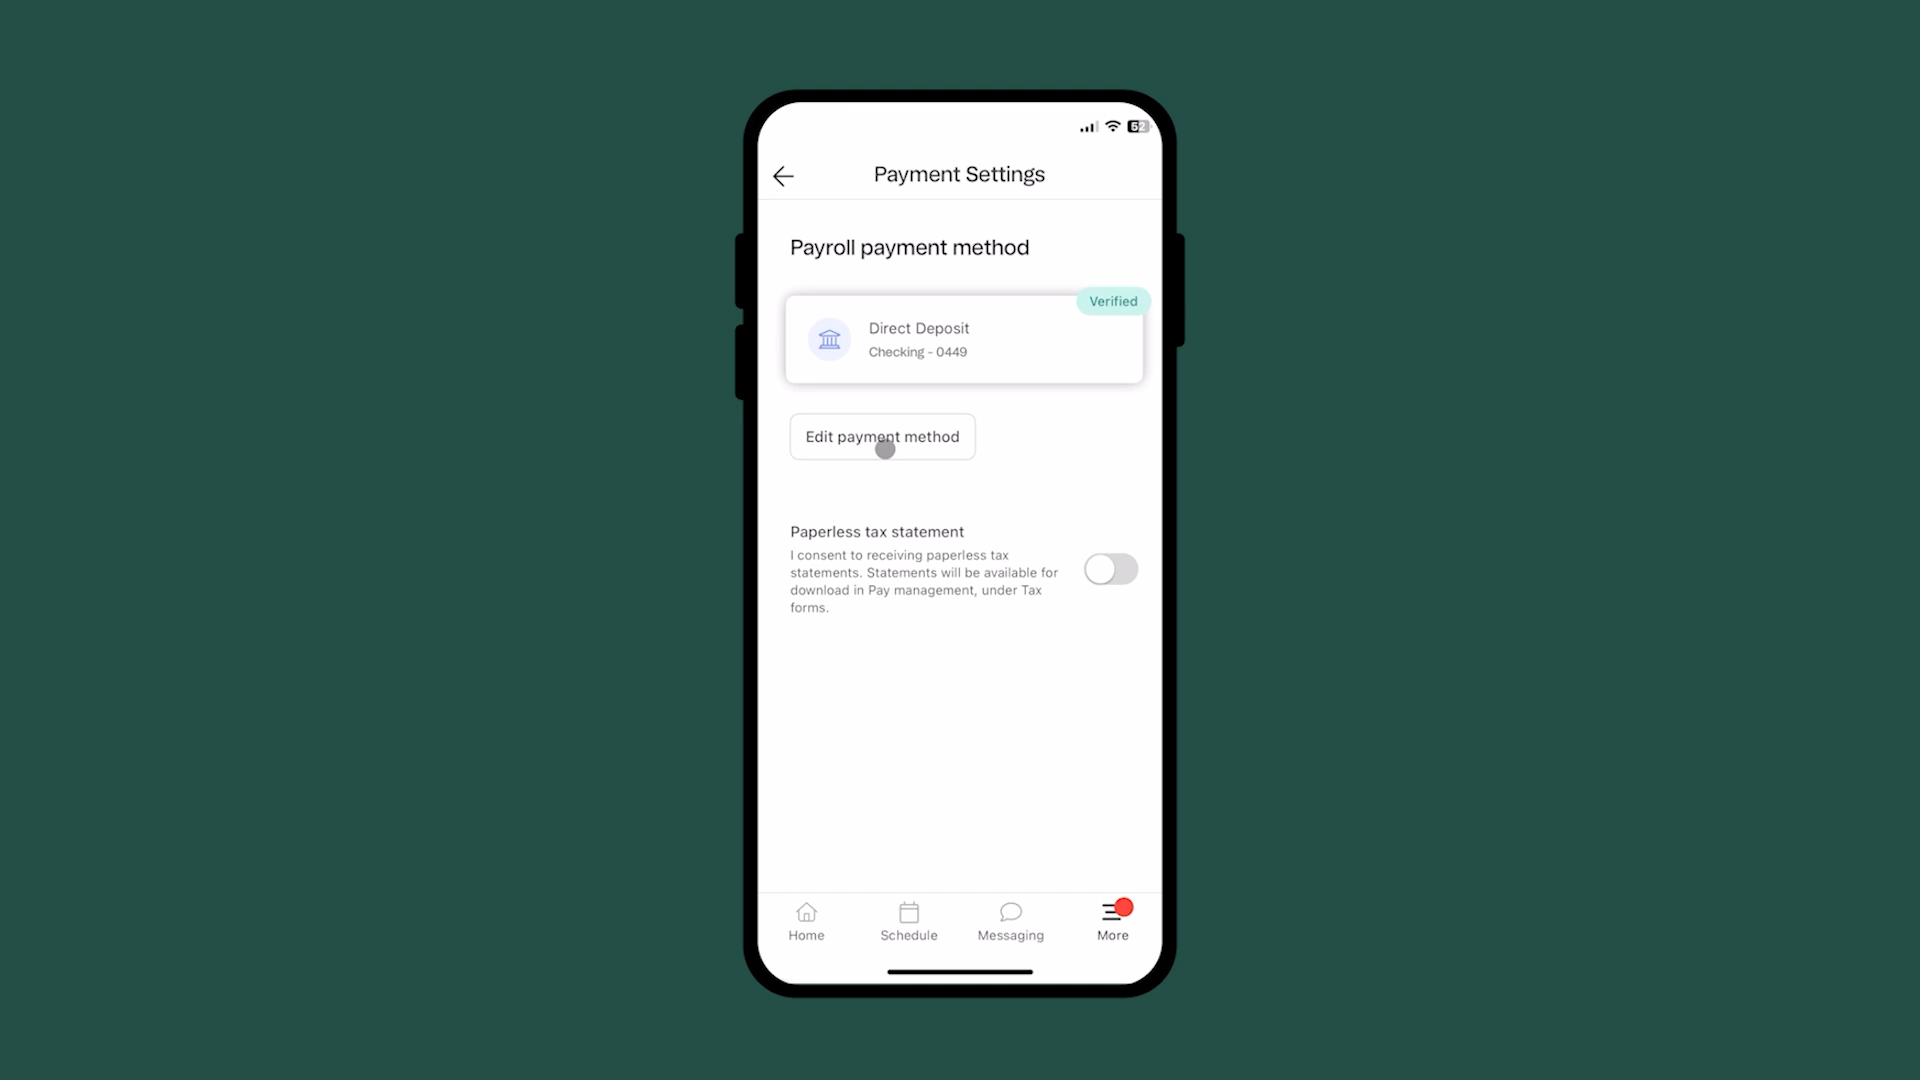 52
Payment Settings
Payroll payment method
Verified
Direct Deposit
Checking - 0449
Edit payment method
Paperless tax statement
I consent to receiving paperless tax
statements. Statements will be available for
download in Pay management, under Tax
forms.
Home
Schedule
Messaging
More